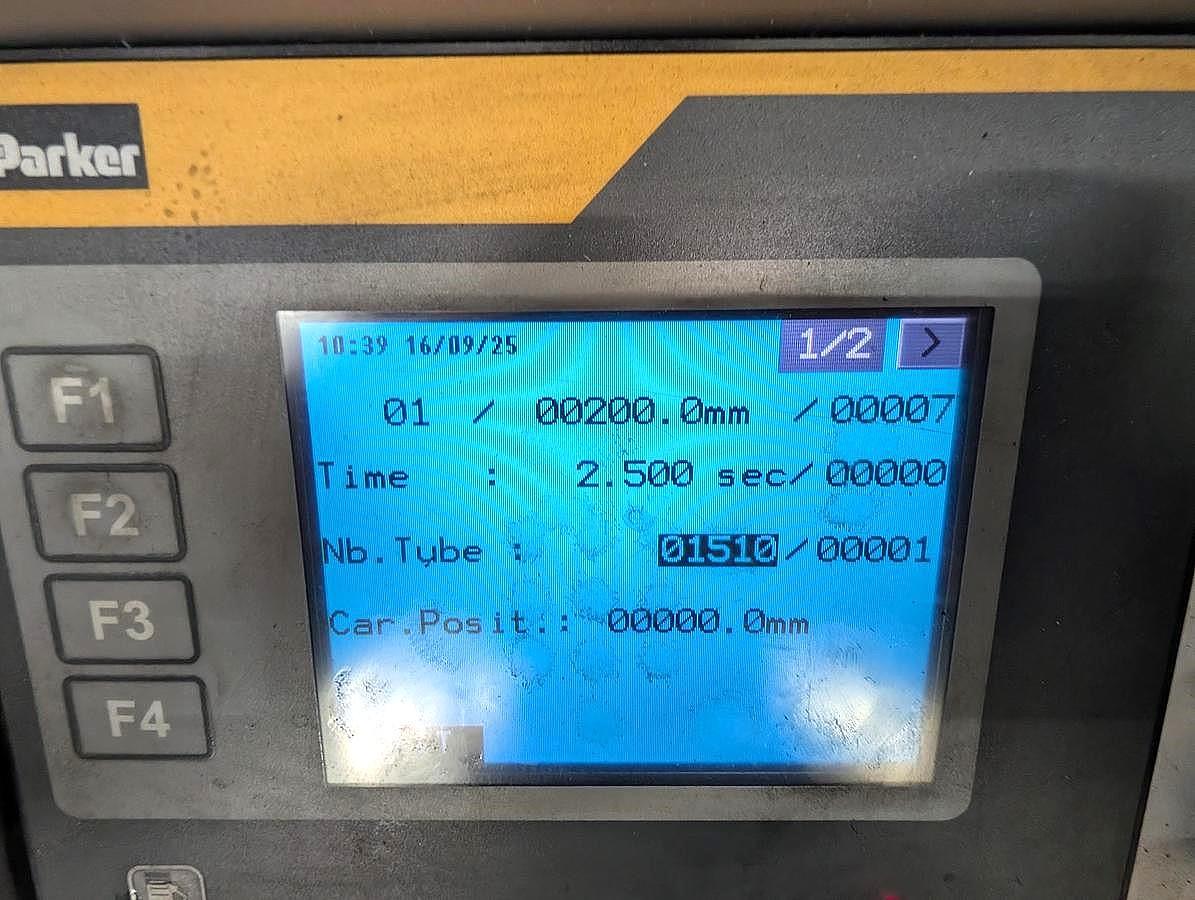 Parker
10:39 16/09/25 1/2 >
01 / 00200.0mm /00007
Time : 2.500 sec/00000
Nb.Tybe : 01510/00001
Car.Posit.: 00000.0mm
F1
F2
F3
F4